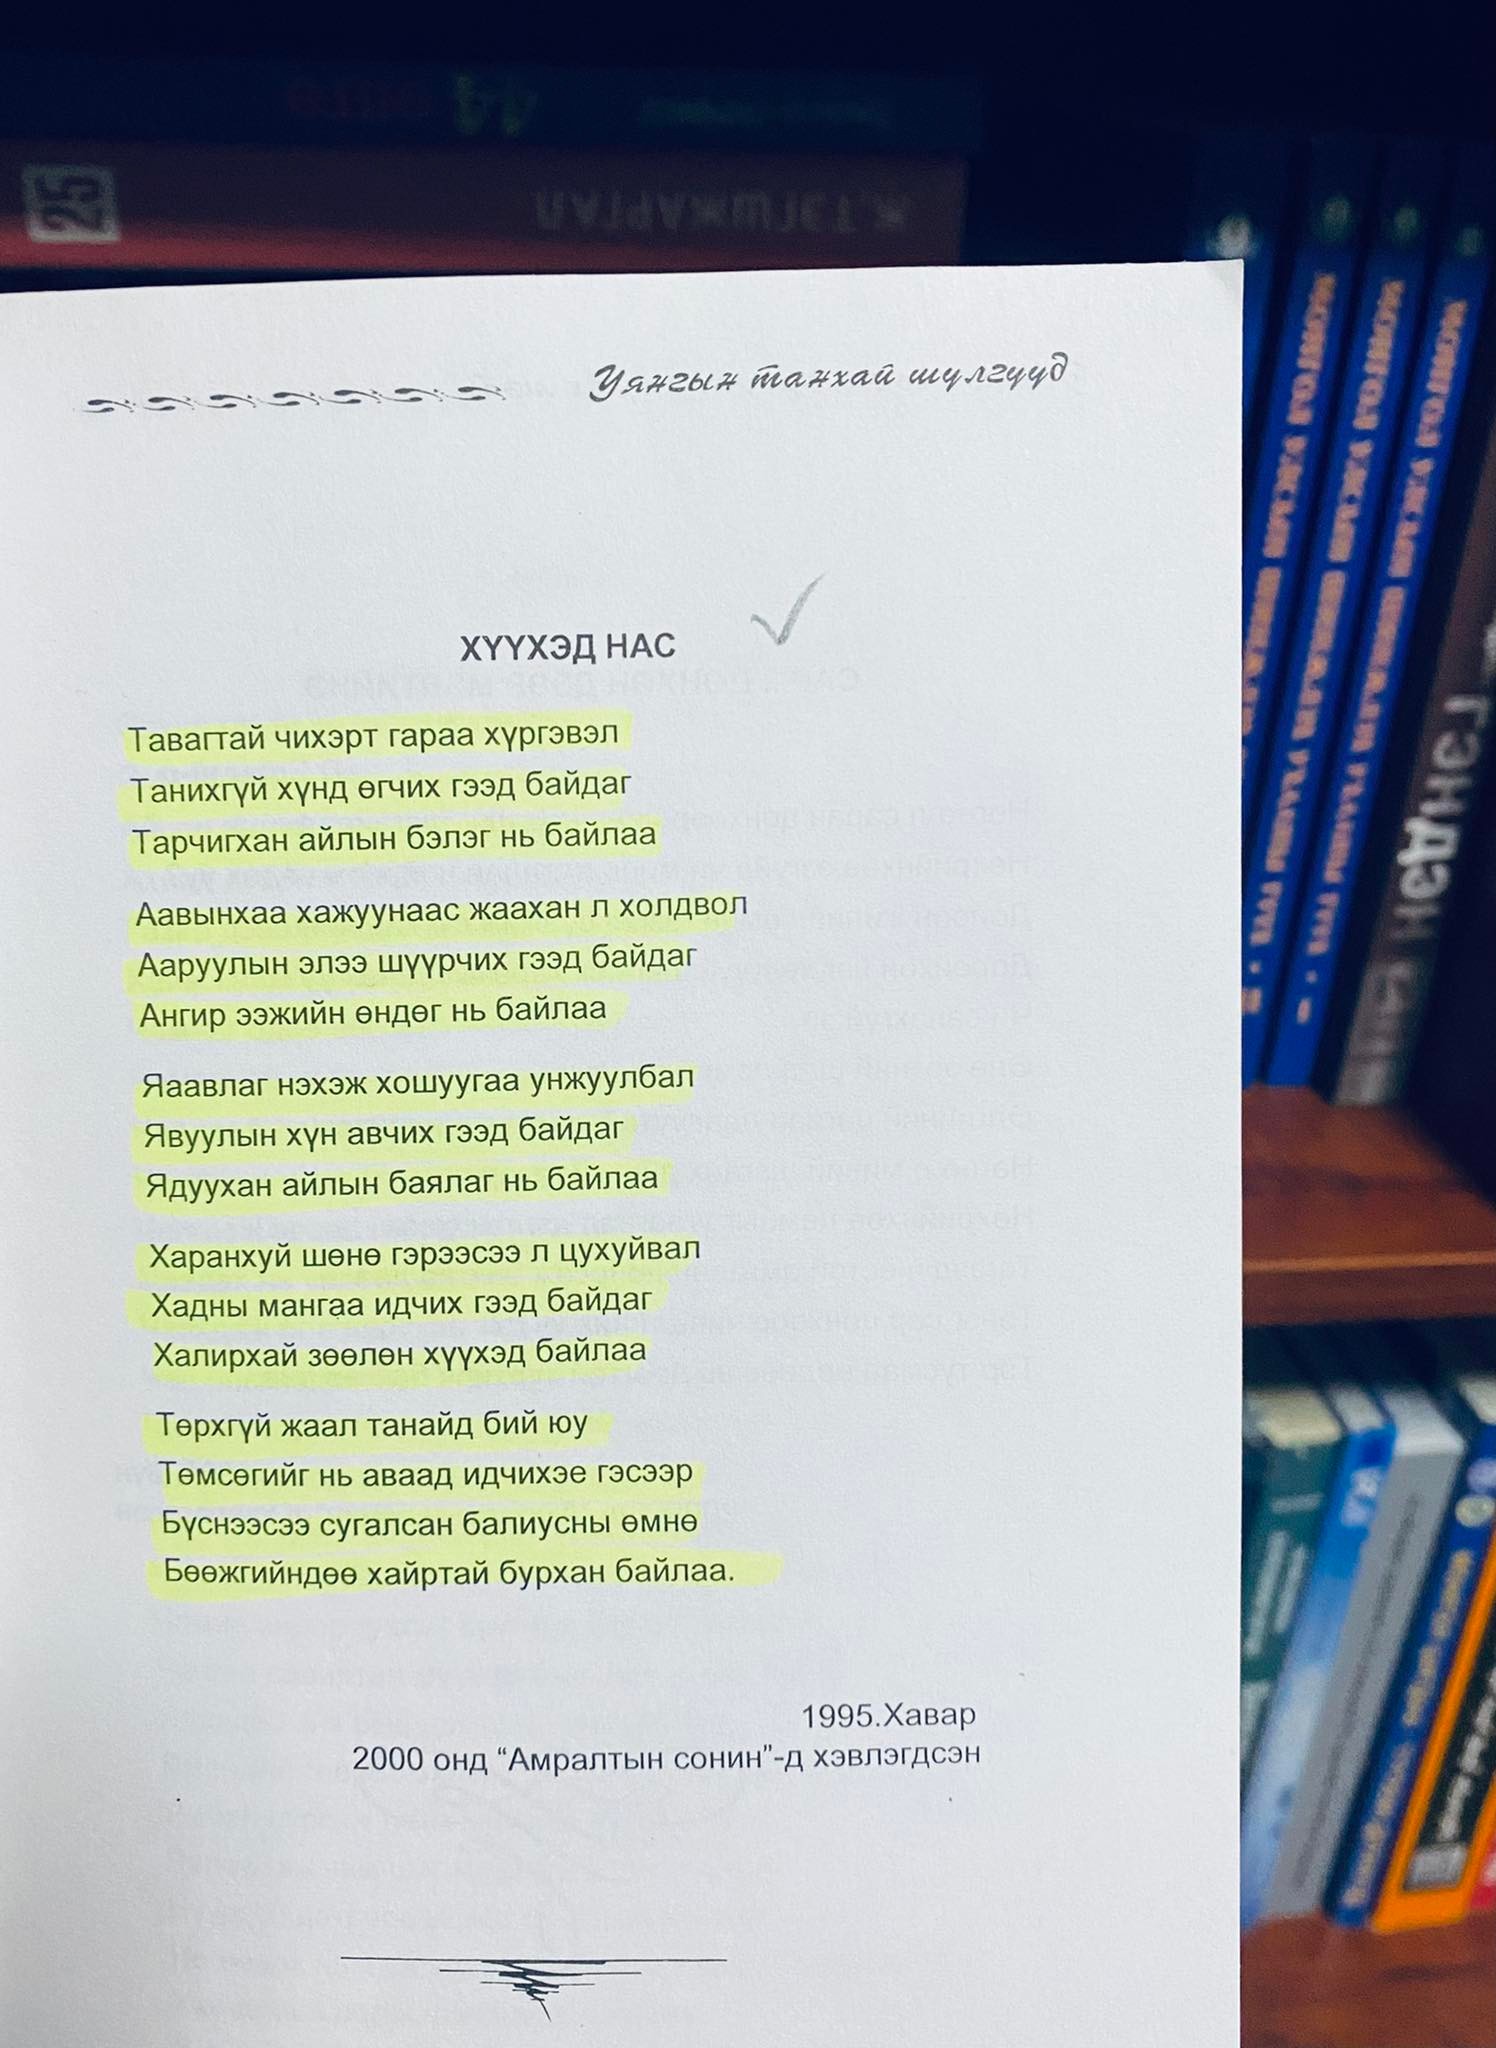 Ж.ТЭГШЖАРГАЛ
Уянгын танхай шүлгүүд
ХҮҮХЭД НАС
Тавагтай чихэрт гараа хүргэвэл
Танихгүй хүнд өгчих гээд байдаг
Тарчигхан айлын бэлэг нь байлаа
Аавынхаа хажуунаас жаахан л холдвол
Ааруулын элээ шүүрчих гээд байдаг
Ангир ээжийн өндөг нь байлаа
Яаавлаг нэхэж хошуугаа унжуулбал
Явуулын хүн авчих гээд байдаг
Ядуухан айлын баялаг нь байлаа
Харанхуй шөнө гэрээсээ л цухуйвал
Хадны мангаа идчих гээд байдаг
Халирхай зөөлөн хүүхэд байлаа
Төрхгүй жаал танайд бий юу
Төмсөгийг нь аваад идчихэе гэсээр
Бүснээсээ сугалсан балиусны өмнө
Бөөжгийндөө хайртай бурхан байлаа.
1995.Хавар
2000 онд “Амралтын сонин”-д хэвлэгдсэн
ГЭНДЭН